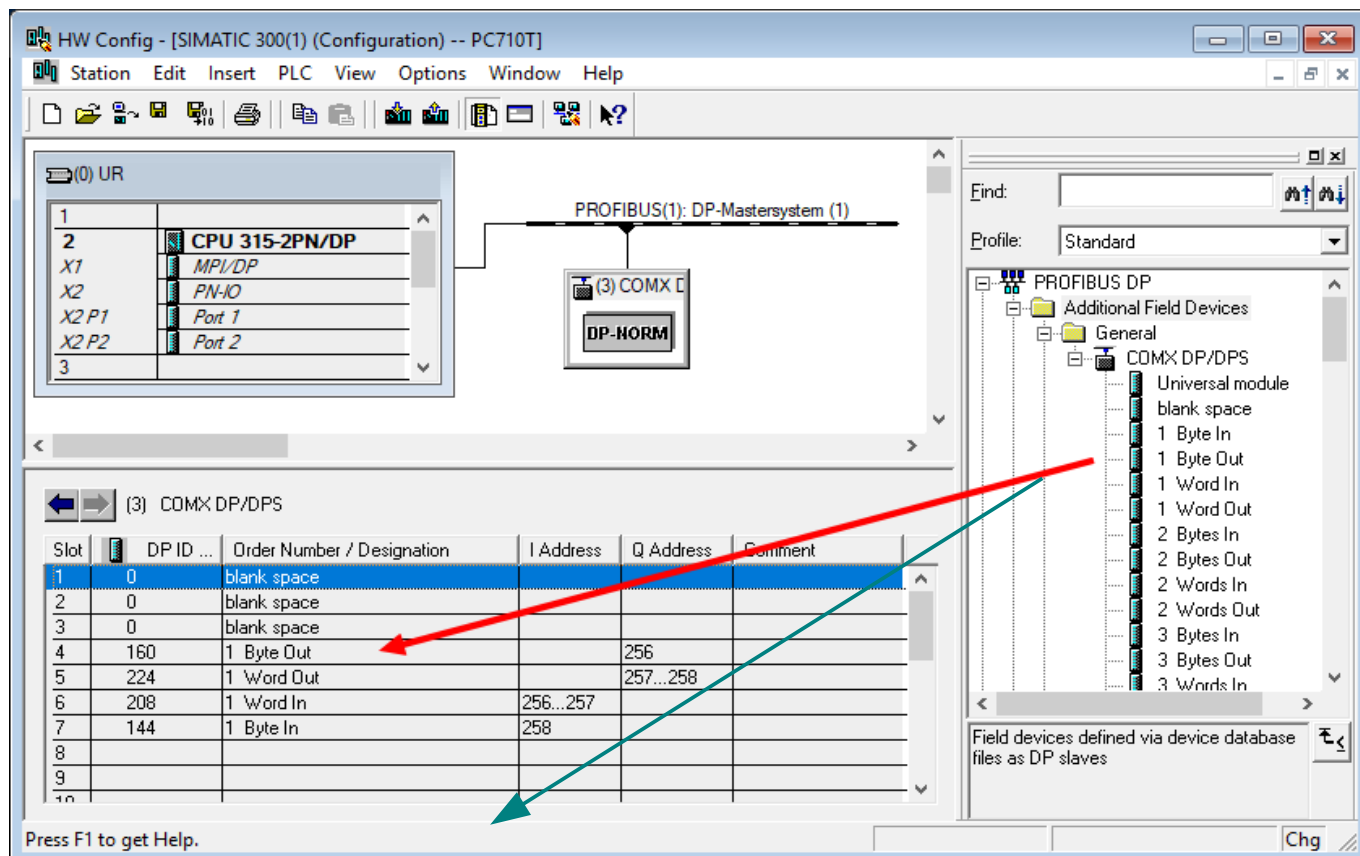 HW Config - [SIMATIC 300(1) (Configuration) -- PC710T]
Station Edit Insert PLC View Options Window Help
(0) UR
1
2 CPU 315-2PN/DP
X1 MPI/DP
X2 PN-IO
X2 P1 Port 1
X2 P2 Port 2
3
PROFIBUS(1): DP-Mastersystem (1)
(3) COMX D
DP-NORM
(3) COMX DP/DPS
Slot DP ID ... Order Number / Designation I Address Q Address Comment
1 0 blank space
2 0 blank space
3 0 blank space
4 160 1 Byte Out 256
5 224 1 Word Out 257...258
6 208 1 Word In 256...257
7 144 1 Byte In 258
8
9
10
Find:
Profile: Standard
PROFIBUS DP
Additional Field Devices
General
COMX DP/DPS
Universal module
blank space
1 Byte In
1 Byte Out
1 Word In
1 Word Out
2 Bytes In
2 Bytes Out
2 Words In
2 Words Out
3 Bytes In
3 Bytes Out
3 Words In
Field devices defined via device database
files as DP slaves
Press F1 to get Help.
Chg